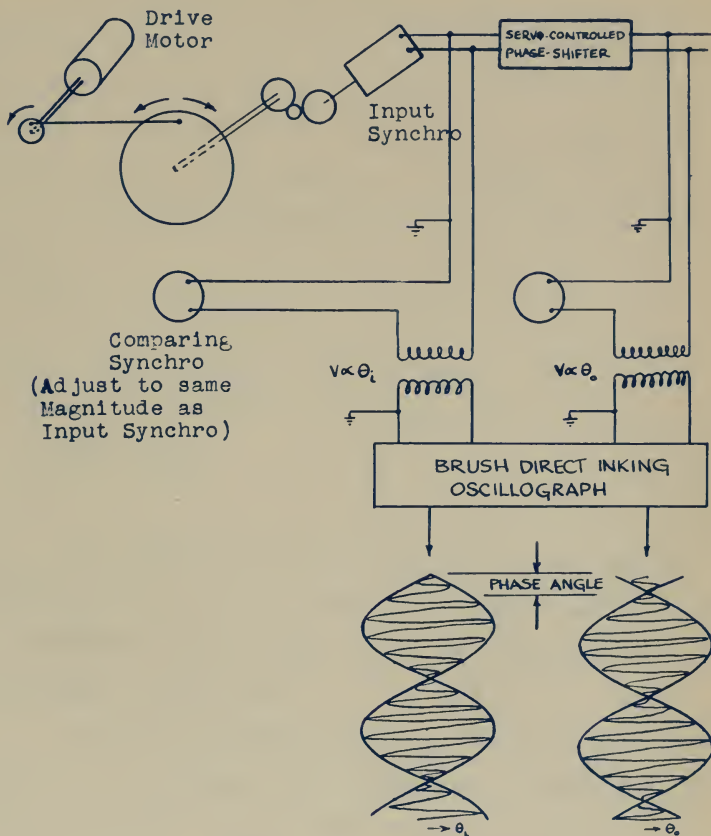 Drive
Motor
SERVO-CONTROLLED
PHASE-SHIFTER
Input
Synchro
Comparing
Synchro
(Adjust to same
Magnitude as
Input Synchro)
V∝θi
V∝θo
BRUSH DIRECT INKING
OSCILLOGRAPH
PHASE ANGLE
→ θi
→ θo